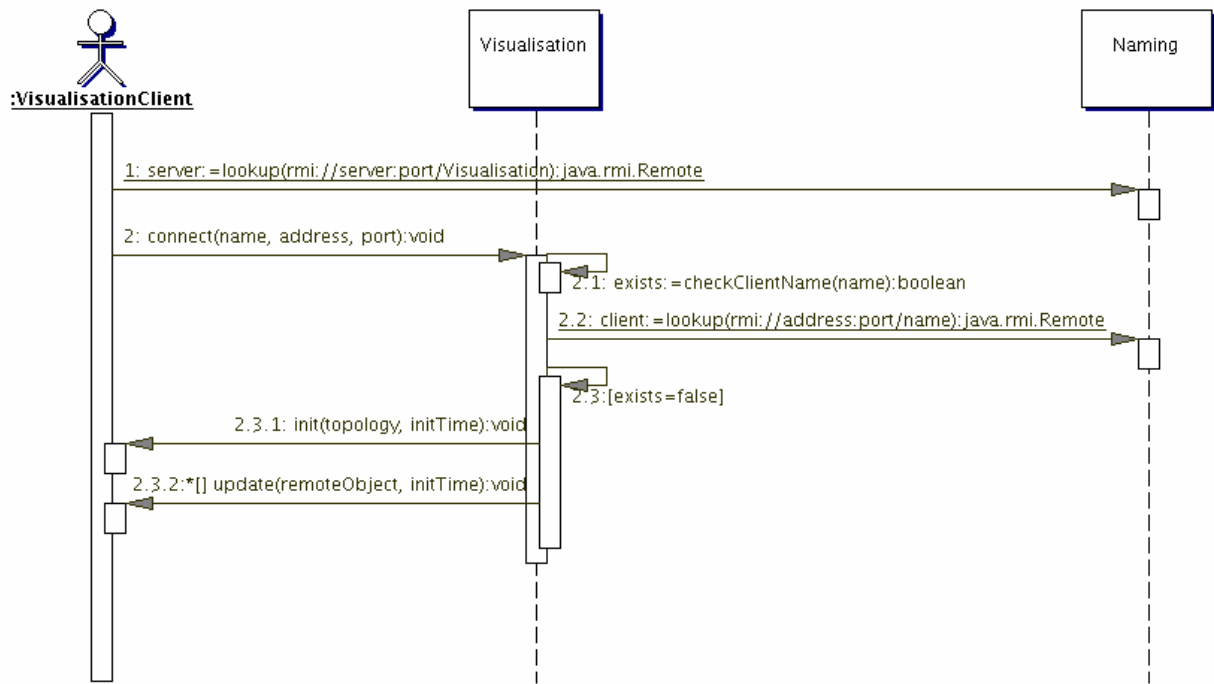 Visualisation
Naming
:VisualisationClient
1: server:=lookup(rmi://server:port/Visualisation):java.rmi.Remote
2: connect(name, address, port):void
2.1: exists:=checkClientName(name):boolean
2.2: client:=lookup(rmi://address:port/name):java.rmi.Remote
2.3:[exists=false]
2.3.1: init(topology, initTime):void
2.3.2:*[] update(remoteObject, initTime):void